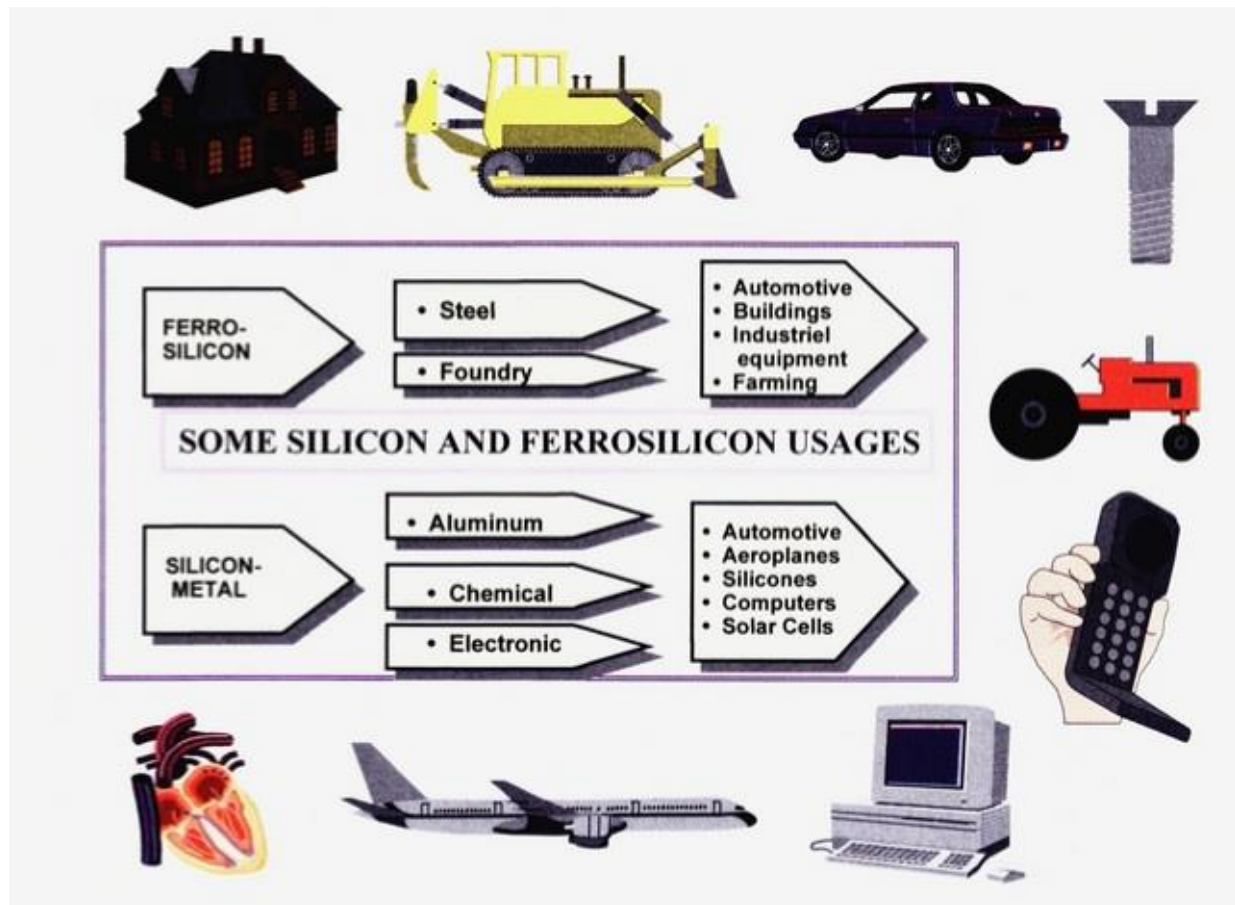 FERRO-
SILICON
• Steel
• Foundry
• Automotive
• Buildings
• Industriel
equipment
• Farming
SOME SILICON AND FERROSILICON USAGES
SILICON-
METAL
• Aluminum
• Chemical
• Electronic
• Automotive
• Aeroplanes
• Silicones
• Computers
• Solar Cells